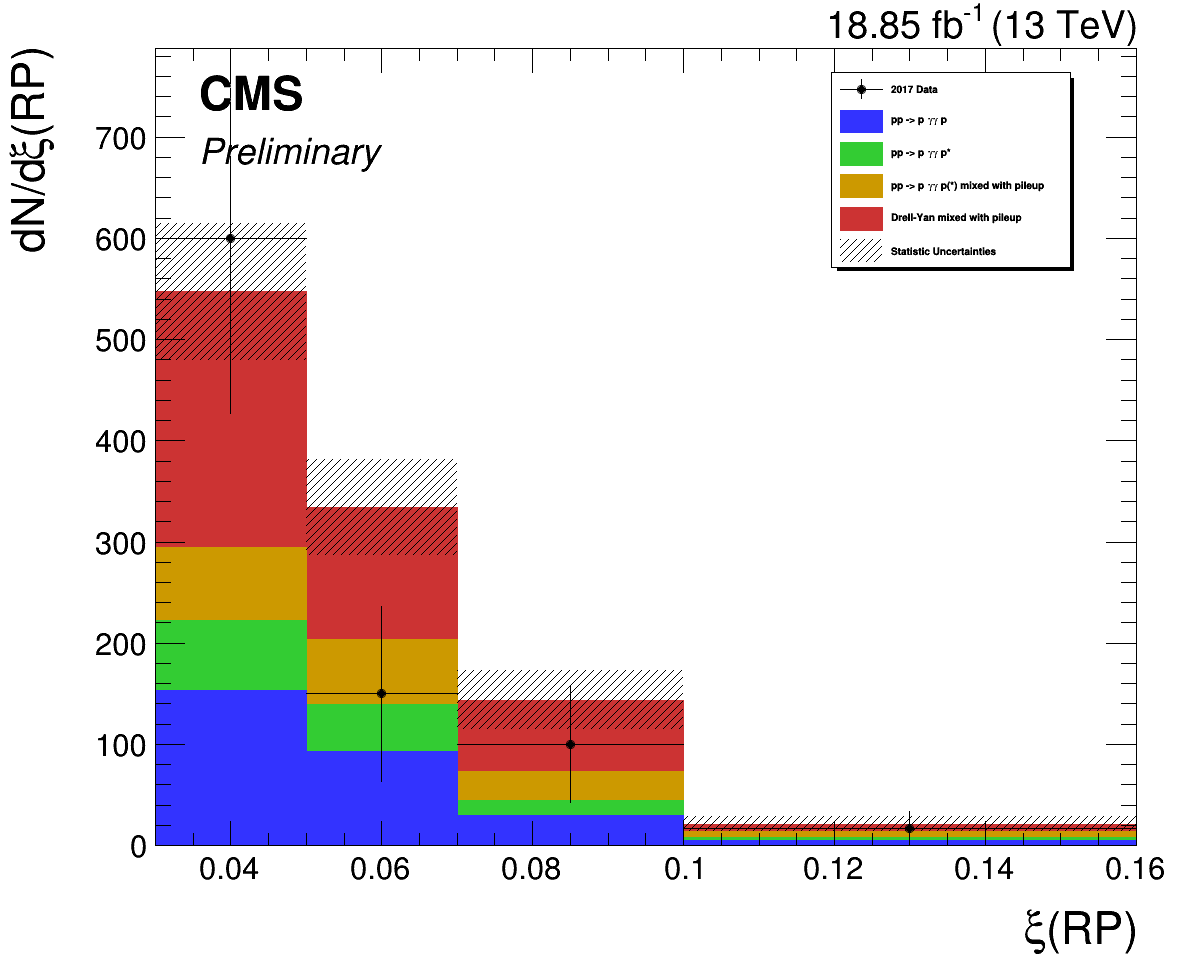 18.85 fb⁻¹ (13 TeV)
dN/dξ(RP)
CMS
Preliminary
2017 Data
pp -> p γγ p
pp -> p γγ p*
pp -> p γγ p(*) mixed with pileup
Drell-Yan mixed with pileup
Statistic Uncertainties
700
600
500
400
300
200
100
0
0.04 0.06 0.08 0.1 0.12 0.14 0.16
ξ(RP)